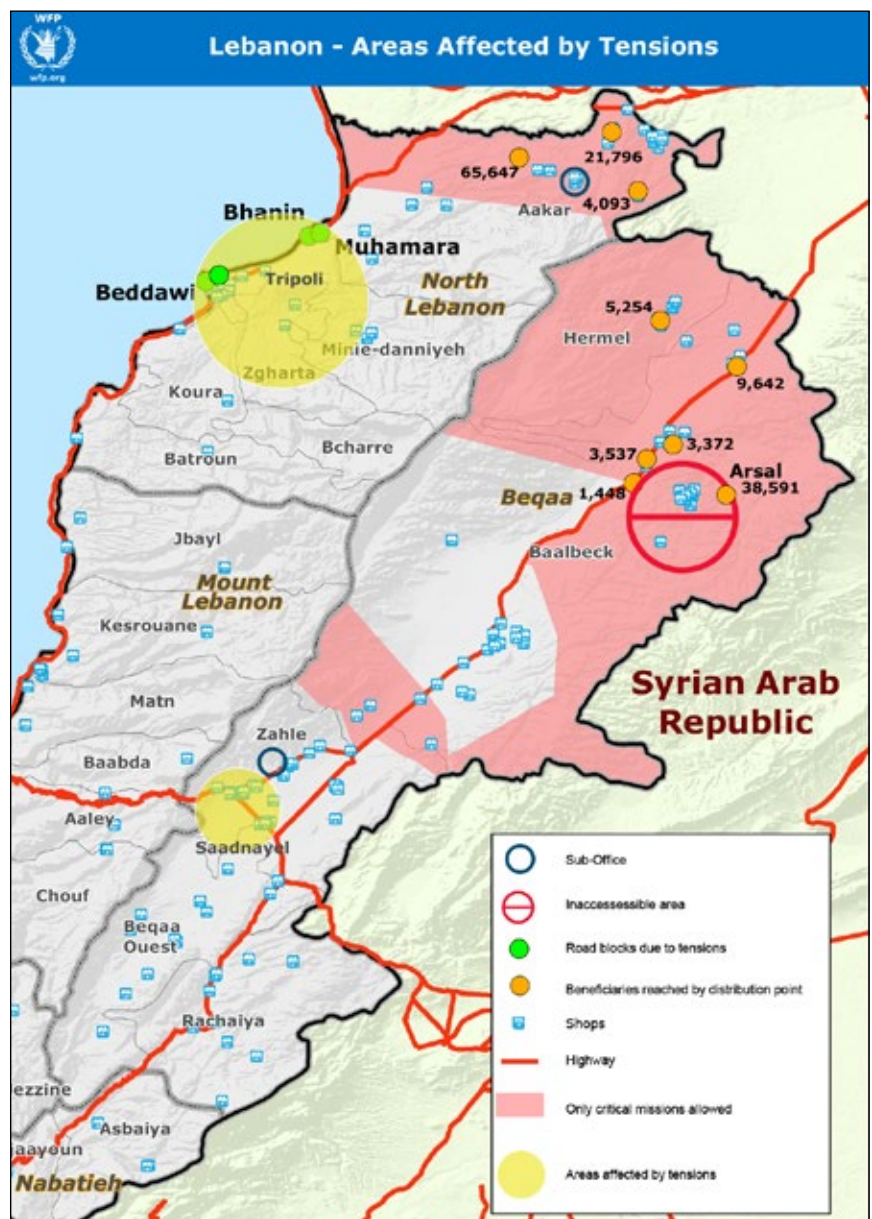 WFP
wfp.org
Lebanon - Areas Affected by Tensions
21,796
65,647
4,093
Aakar
Bhanin
Muhamara
Beddawi
Tripoli
North
Lebanon
5,254
Hermel
Minie-danniyeh
Zgharta
9,642
Koura
Bcharre
3,372
Batroun
3,537
Arsal
1,448
38,591
Beqaa
Jbayl
Baalbeck
Mount
Lebanon
Kesrouane
Syrian Arab
Republic
Matn
Zahle
Baabda
Aaley
Saadnayel
Chouf
Beqaa
Ouest
Rachaiya
ezzine
Asbaiya
aayoun
Nabatieh
Sub-Office
Inaccessessible area
Road blocks due to tensions
Beneficiaries reached by distribution point
Shops
Highway
Only critical missions allowed
Areas affected by tensions